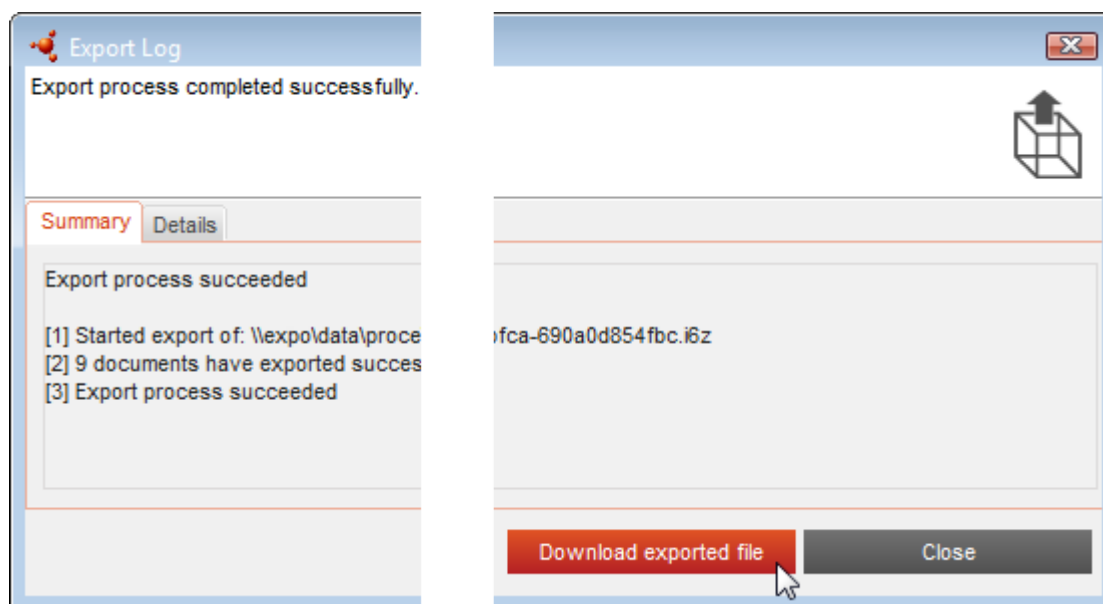 Export Log
Export process completed successfully.
Summary Details
Export process succeeded
[1] Started export of: \\expo\data\proce ofca-690a0d854fbc.i6z
[2] 9 documents have exported succes
[3] Export process succeeded
Download exported file Close